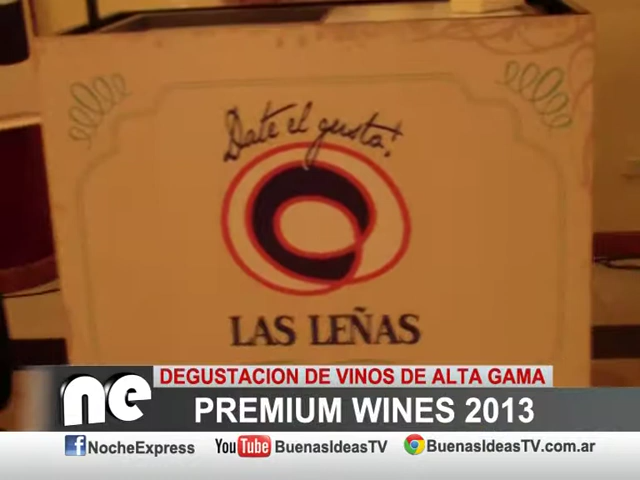 Date el gusto!
LAS LEÑAS
ne
DEGUSTACION DE VINOS DE ALTA GAMA
PREMIUM WINES 2013
f NocheExpress YouTube BuenasIdeasTV BuenasIdeasTV.com.ar